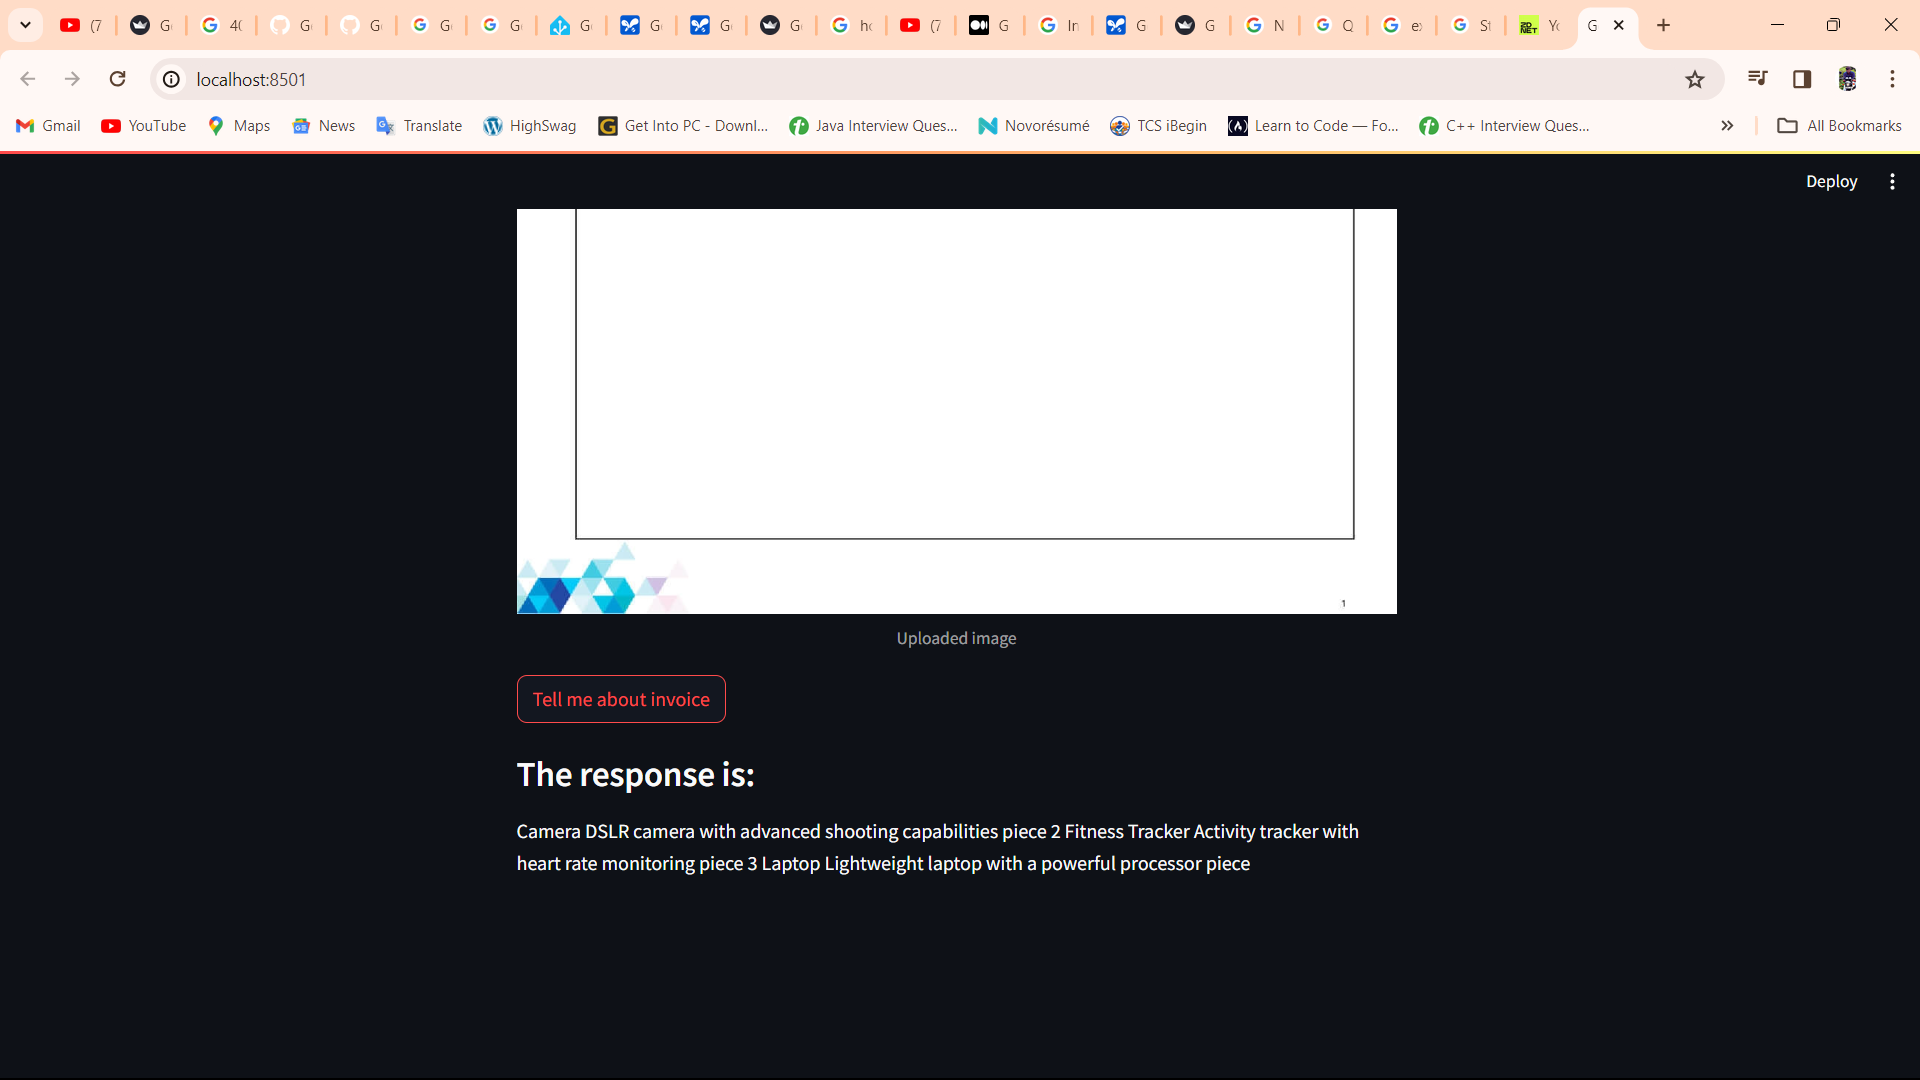 (7 G 4( G G G G G G G G h (7 G In G G N Q e St Yo G
localhost:8501
Gmail YouTube Maps News Translate HighSwag Get Into PC - Downl... Java Interview Ques... Novorésumé TCS iBegin Learn to Code — Fo... C++ Interview Ques... All Bookmarks
Deploy
1
Uploaded image
Tell me about invoice
The response is:
Camera DSLR camera with advanced shooting capabilities piece 2 Fitness Tracker Activity tracker with
heart rate monitoring piece 3 Laptop Lightweight laptop with a powerful processor piece